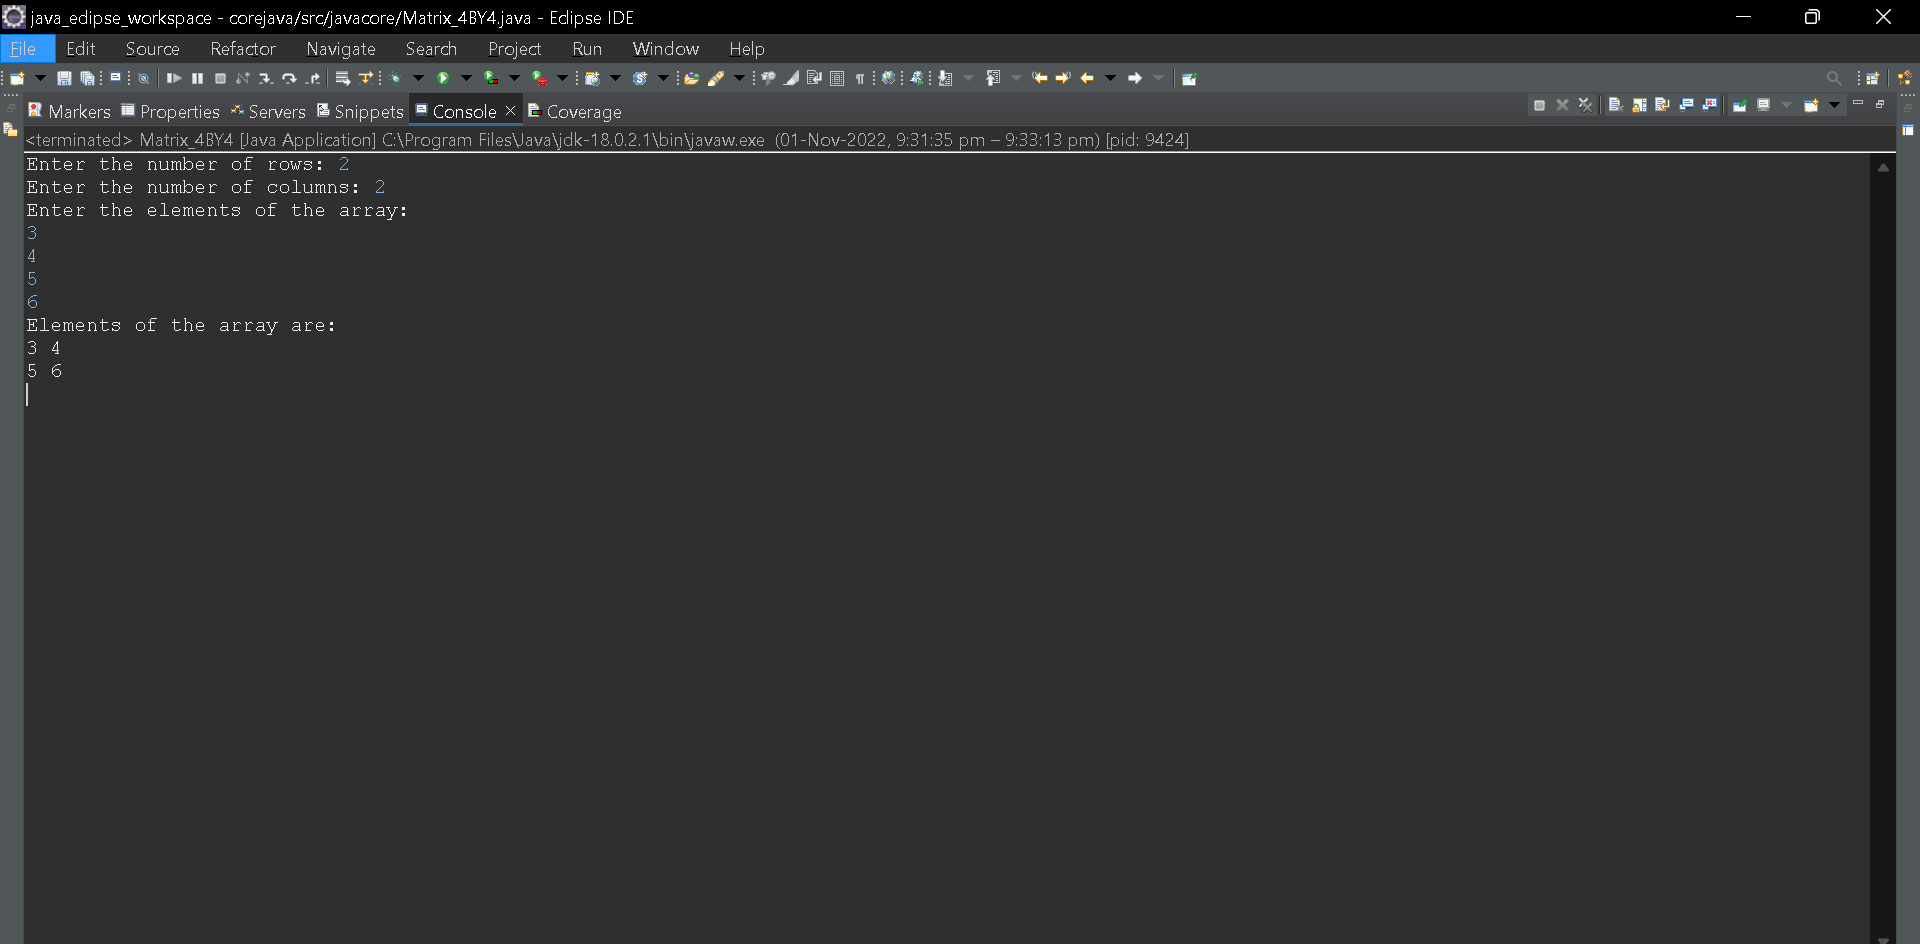 java_eclipse_workspace - corejava/src/javacore/Matrix_4BY4.java - Eclipse IDE
File Edit Source Refactor Navigate Search Project Run Window Help
Markers Properties Servers Snippets Console Coverage
<terminated> Matrix_4BY4 [Java Application] C:\Program Files\Java\jdk-18.0.2.1\bin\javaw.exe (01-Nov-2022, 9:31:35 pm – 9:33:13 pm) [pid: 9424]
Enter the number of rows: 2
Enter the number of columns: 2
Enter the elements of the array:
3
4
5
6
Elements of the array are:
3 4
5 6